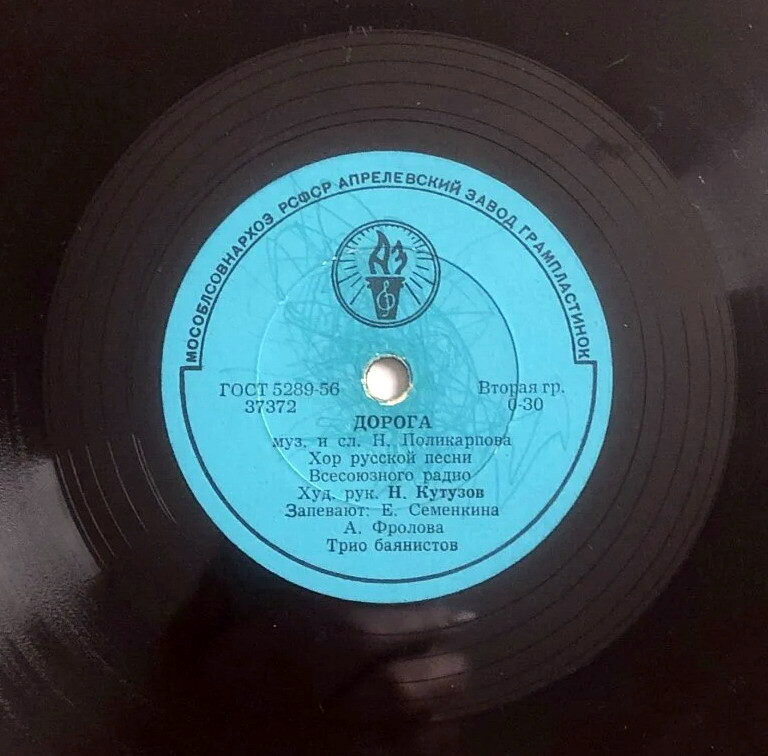 МОСОБЛСОВНАРХОЗ РСФСР АПРЕЛЕВСКИЙ ЗАВОД ГРАМПЛАСТИНОК
АЗ
ГОСТ 5289-56 Вторая гр.
37372 0-30
ДОРОГА
муз. и сл. Н. Поликарпова
Хор русской песни
Всесоюзного радио
Худ. рук. Н. Кутузов
Запевают: Е. Семенкина
А. Фролова
Трио баянистов